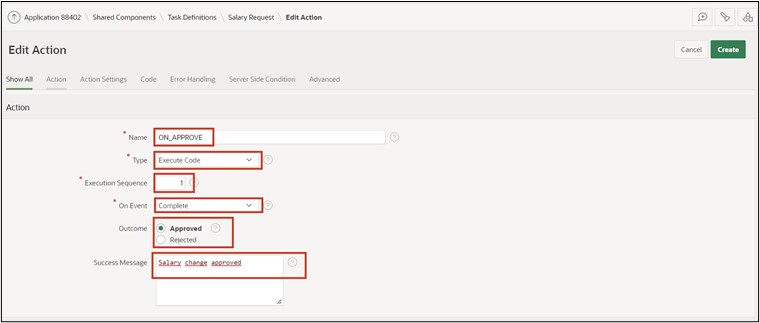 Application 88402 \ Shared Components \ Task Definitions \ Salary Request \ Edit Action
Edit Action
Cancel Create
Show All Action Action Settings Code Error Handling Server Side Condition Advanced
Action
* Name ON_APPROVE ?
* Type Execute Code ?
* Execution Sequence 1
* On Event Complete ?
Outcome Approved ?
Rejected
Success Message Salary change approved ?